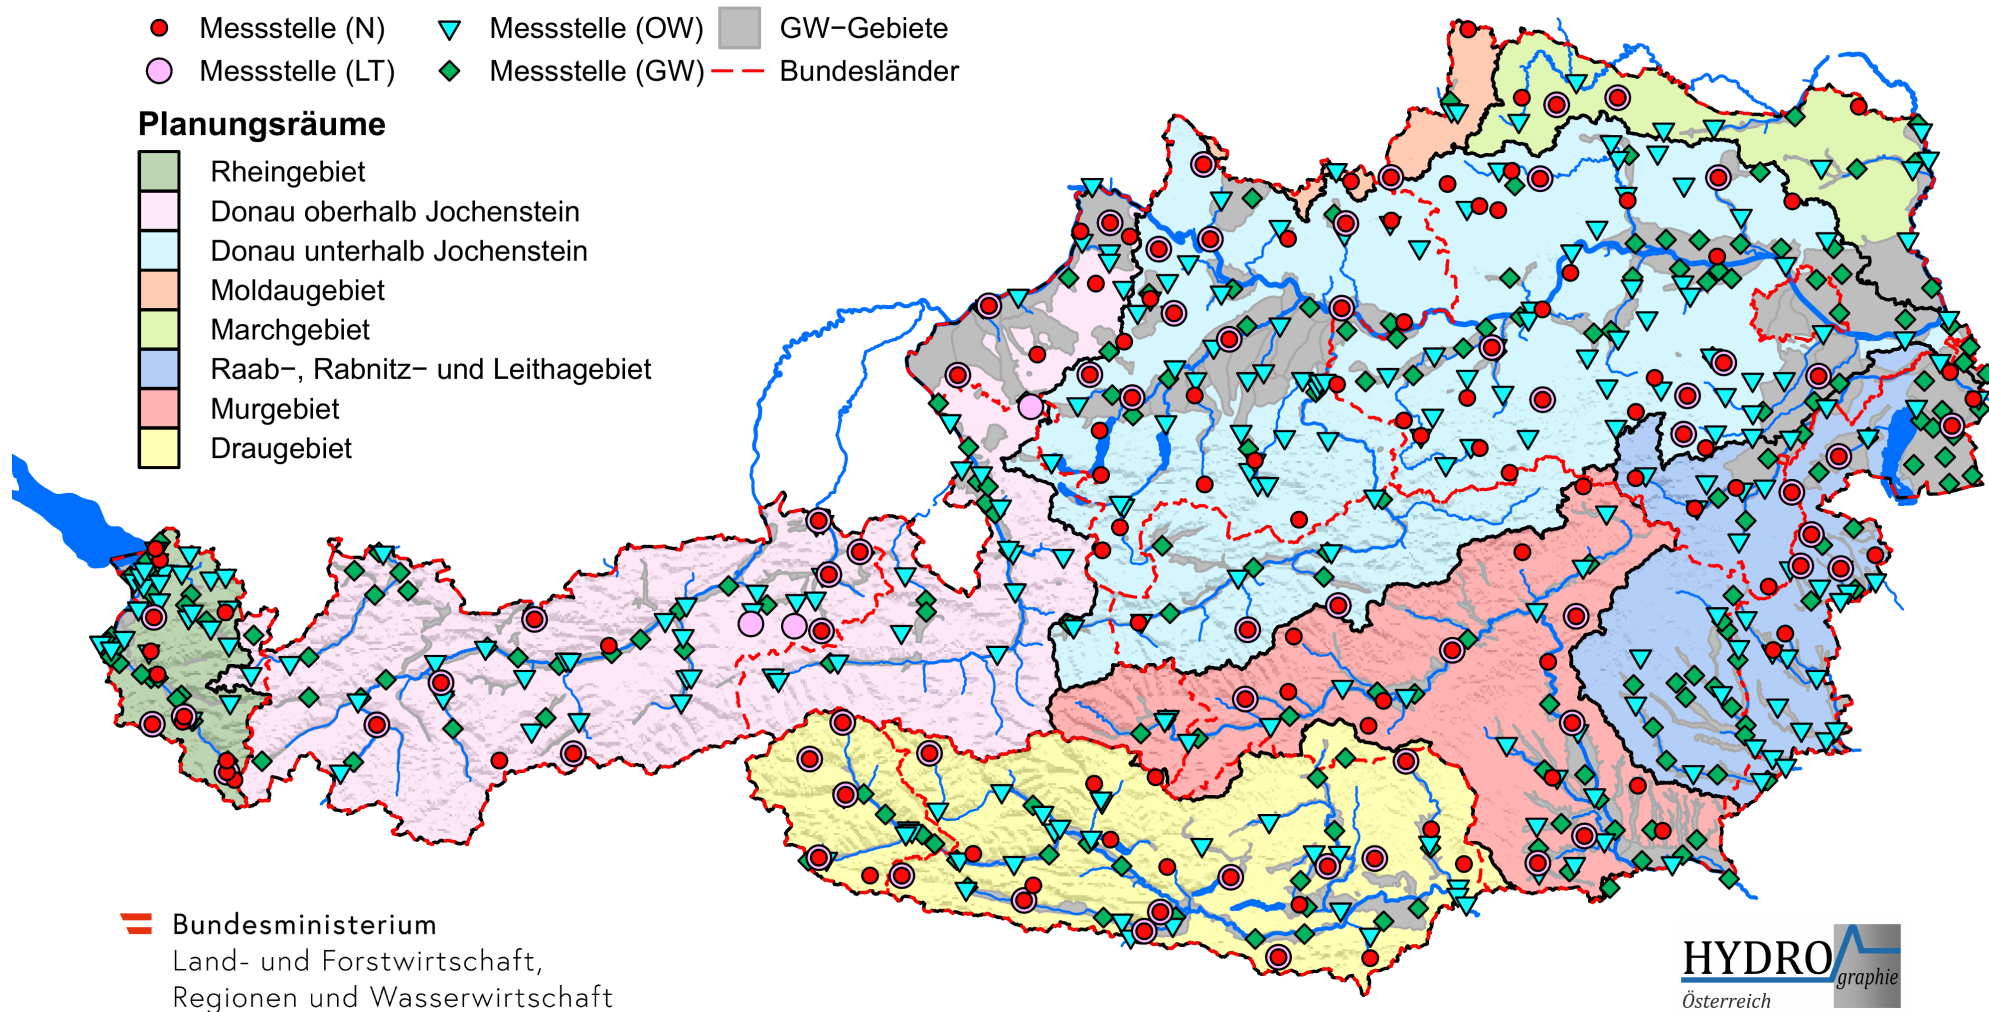 Messstelle (N)
Messstelle (OW)
GW−Gebiete
Messstelle (LT)
Messstelle (GW)
Bundesländer
Planungsräume
Rheingebiet
Donau oberhalb Jochenstein
Donau unterhalb Jochenstein
Moldaugebiet
Marchgebiet
Raab−, Rabnitz− und Leithagebiet
Murgebiet
Draugebiet
Bundesministerium
Land- und Forstwirtschaft,
Regionen und Wasserwirtschaft
HYDRO
graphie
Österreich